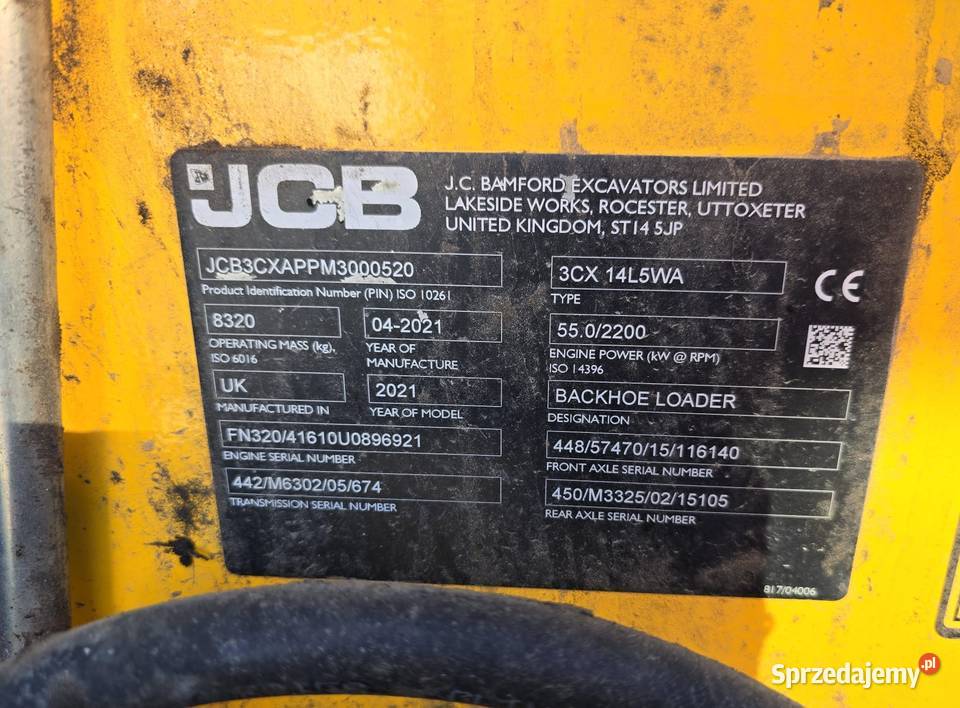 JCB
J.C. BAMFORD EXCAVATORS LIMITED
LAKESIDE WORKS, ROCESTER, UTTOXETER
UNITED KINGDOM, ST14 5JP
JCB3CXAPPM3000520
Product Identification Number (PIN) ISO 10261
3CX 14L5WA
TYPE
CE
8320
OPERATING MASS (kg),
ISO 6016
04-2021
YEAR OF
MANUFACTURE
55.0/2200
ENGINE POWER (kW @ RPM)
ISO 14396
UK
MANUFACTURED IN
2021
YEAR OF MODEL
BACKHOE LOADER
DESIGNATION
FN320/41610U0896921
ENGINE SERIAL NUMBER
448/57470/15/116140
FRONT AXLE SERIAL NUMBER
442/M6302/05/674
TRANSMISSION SERIAL NUMBER
450/M3325/02/15105
REAR AXLE SERIAL NUMBER
817/04006
Sprzedajemy.pl